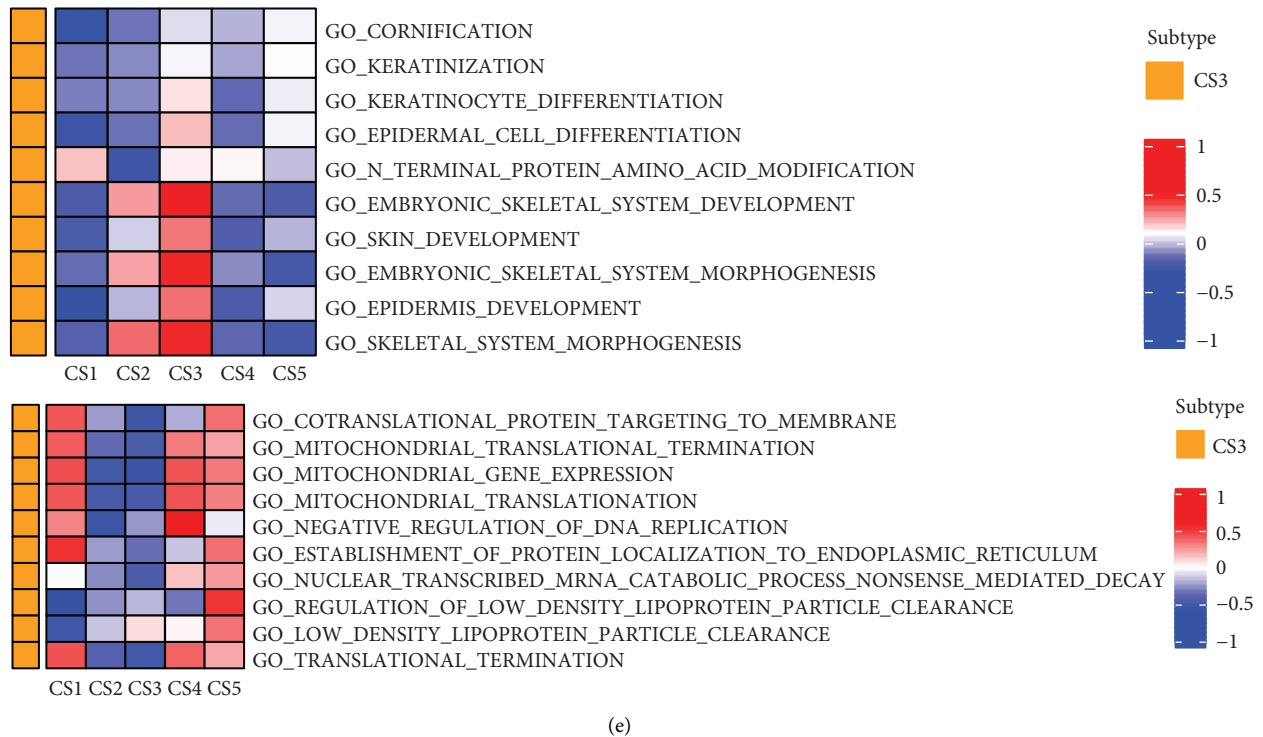 GO_CORNIFICATION
GO_KERATINIZATION
GO_KERATINOCYTE_DIFFERENTIATION
GO_EPIDERMAL_CELL_DIFFERENTIATION
GO_N_TERMINAL_PROTEIN_AMINO_ACID_MODIFICATION
GO_EMBRYONIC_SKELETAL_SYSTEM_DEVELOPMENT
GO_SKIN_DEVELOPMENT
GO_EMBRYONIC_SKELETAL_SYSTEM_MORPHOGENESIS
GO_EPIDERMIS_DEVELOPMENT
GO_SKELETAL_SYSTEM_MORPHOGENESIS
CS1 CS2 CS3 CS4 CS5
Subtype
CS3
1
0.5
0
−0.5
−1
GO_COTRANSLATIONAL_PROTEIN_TARGETING_TO_MEMBRANE
GO_MITOCHONDRIAL_TRANSLATIONAL_TERMINATION
GO_MITOCHONDRIAL_GENE_EXPRESSION
GO_MITOCHONDRIAL_TRANSLATIONATION
GO_NEGATIVE_REGULATION_OF_DNA_REPLICATION
GO_ESTABLISHMENT_OF_PROTEIN_LOCALIZATION_TO_ENDOPLASMIC_RETICULUM
GO_NUCLEAR_TRANSCRIBED_MRNA_CATABOLIC_PROCESS_NONSENSE_MEDIATED_DECAY
GO_REGULATION_OF_LOW_DENSITY_LIPOPROTEIN_PARTICLE_CLEARANCE
GO_LOW_DENSITY_LIPOPROTEIN_PARTICLE_CLEARANCE
GO_TRANSLATIONAL_TERMINATION
CS1 CS2 CS3 CS4 CS5
Subtype
CS3
1
0.5
0
−0.5
−1
(e)